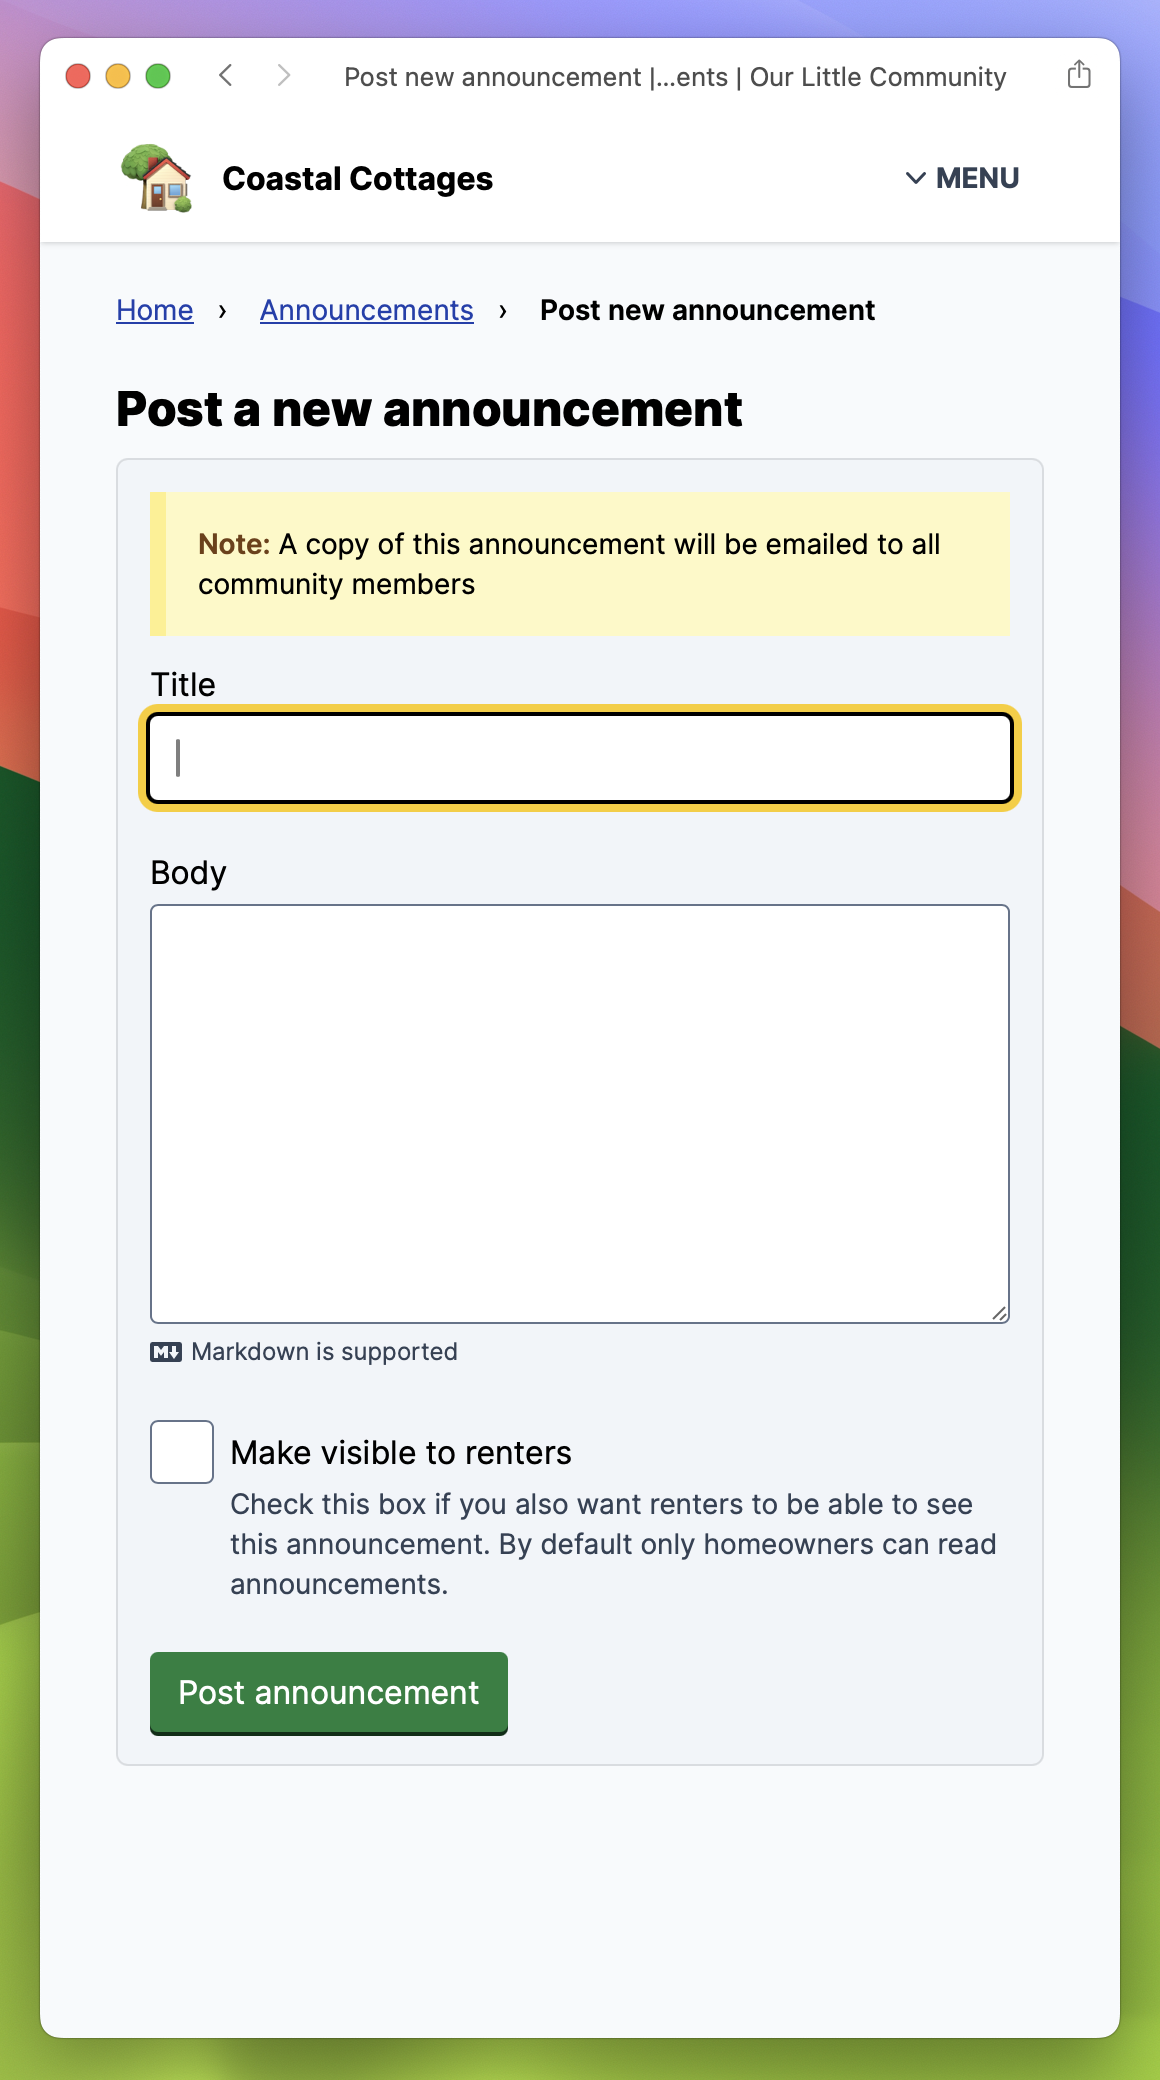 Post new announcement |...ents | Our Little Community
Coastal Cottages
MENU
Home › Announcements › Post new announcement
Post a new announcement
Note: A copy of this announcement will be emailed to all
community members
Title
Body
M Markdown is supported
Make visible to renters
Check this box if you also want renters to be able to see
this announcement. By default only homeowners can read
announcements.
Post announcement